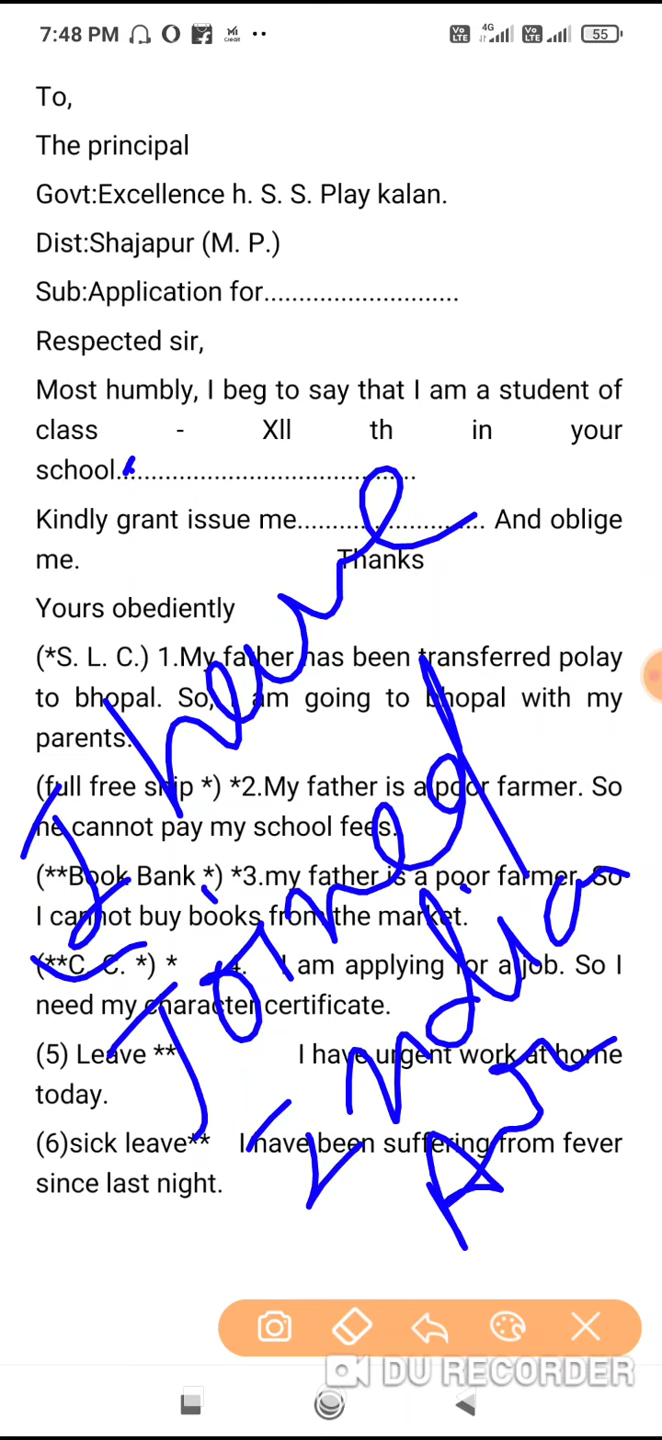 7:48 PM
4G
55
To,
The principal
Govt:Excellence h. S. S. Play kalan.
Dist:Shajapur (M. P.)
Sub:Application for............................
Respected sir,
Most humbly, I beg to say that I am a student of
class - Xll th in your
school..........................................
Kindly grant issue me........................... And oblige
me. Thanks
Yours obediently
(*S. L. C.) 1.My father has been transferred polay
to bhopal. So, I am going to bhopal with my
parents.
(full free ship *) *2.My father is a poor farmer. So
he cannot pay my school fees.
(**Book Bank *) *3.my father is a poor farmer. So
I cannot buy books from the market.
(**C. C. *) * 4. I am applying for a job. So I
need my character certificate.
(5) Leave ** I have urgent work at home
today.
(6)sick leave** I have been suffering from fever
since last night.
I have
Joined
India
DU RECORDER